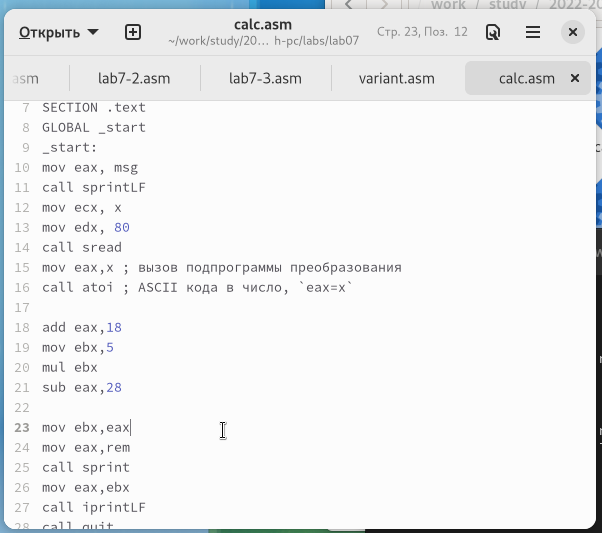 work / study / 2022-20
Открыть
calc.asm
~/work/study/20... h-pc/labs/lab07
Стр. 23, Поз. 12
asm
lab7-2.asm
lab7-3.asm
variant.asm
calc.asm
7 SECTION .text
8 GLOBAL _start
9 _start:
10 mov eax, msg
11 call sprintLF
12 mov ecx, x
13 mov edx, 80
14 call sread
15 mov eax,x ; вызов подпрограммы преобразования
16 call atoi ; ASCII кода в число, `eax=x`
17
18 add eax,18
19 mov ebx,5
20 mul ebx
21 sub eax,28
22
23 mov ebx,eax
24 mov eax,rem
25 call sprint
26 mov eax,ebx
27 call iprintLF
28 call quit